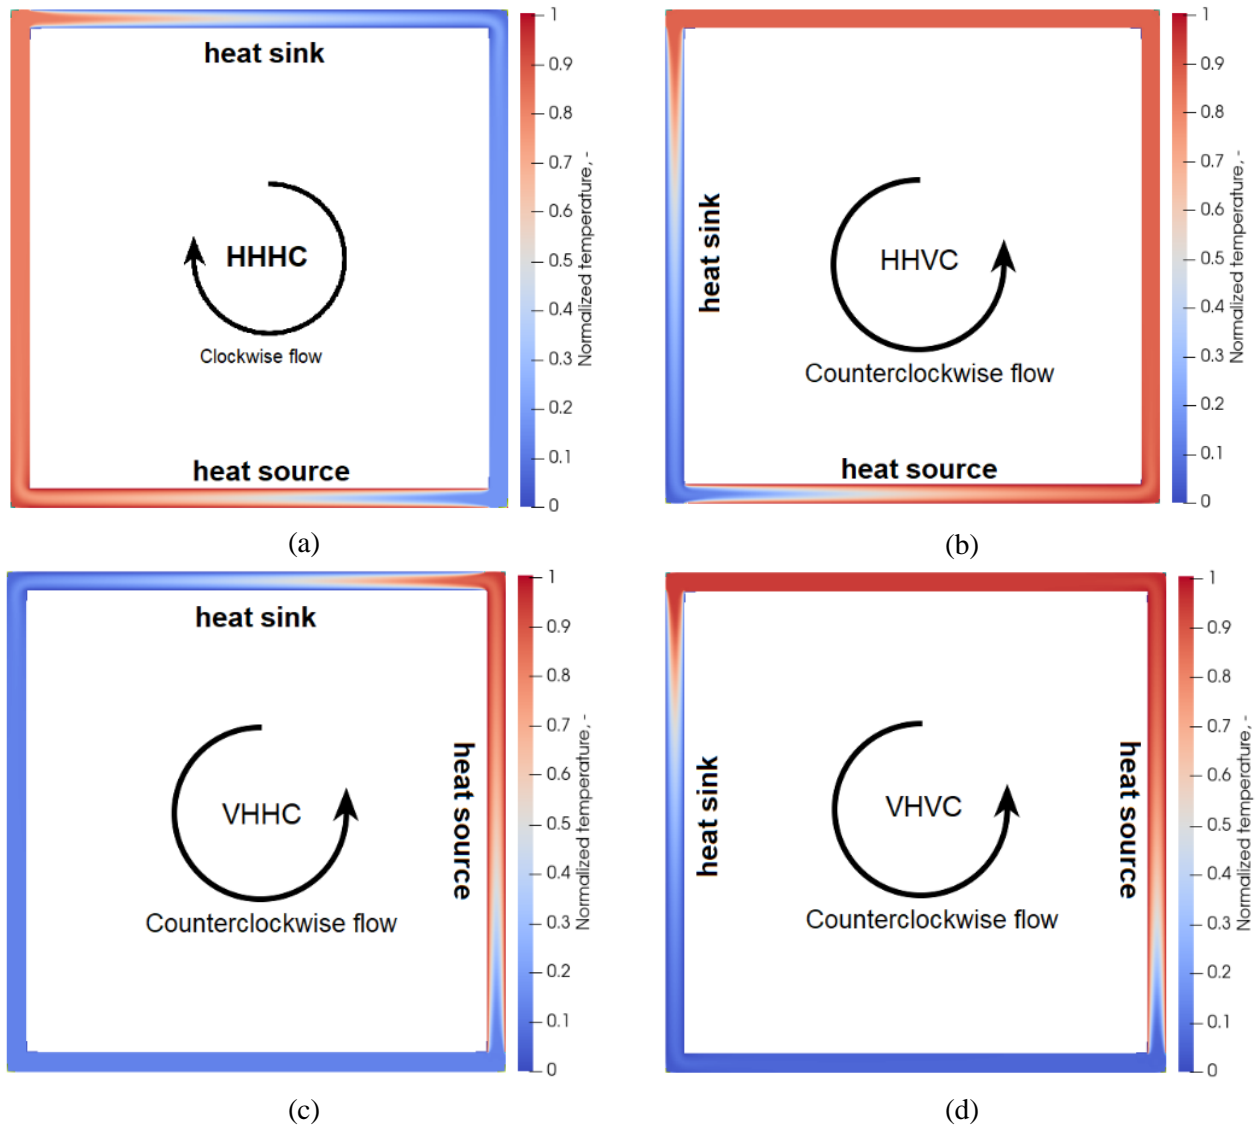 heat sink
HHHC
Clockwise flow
heat source
1
0.9
0.8
0.7
0.6
0.5
0.4
0.3
0.2
0.1
0
Normalized temperature, -
(a)
heat sink
HHVC
Counterclockwise flow
heat source
1
0.9
0.8
0.7
0.6
0.5
0.4
0.3
0.2
0.1
0
Normalized temperature, -
(b)
heat sink
VHHC
Counterclockwise flow
heat source
1
0.9
0.8
0.7
0.6
0.5
0.4
0.3
0.2
0.1
0
Normalized temperature, -
(c)
heat sink
VHVC
Counterclockwise flow
heat source
1
0.9
0.8
0.7
0.6
0.5
0.4
0.3
0.2
0.1
0
Normalized temperature, -
(d)